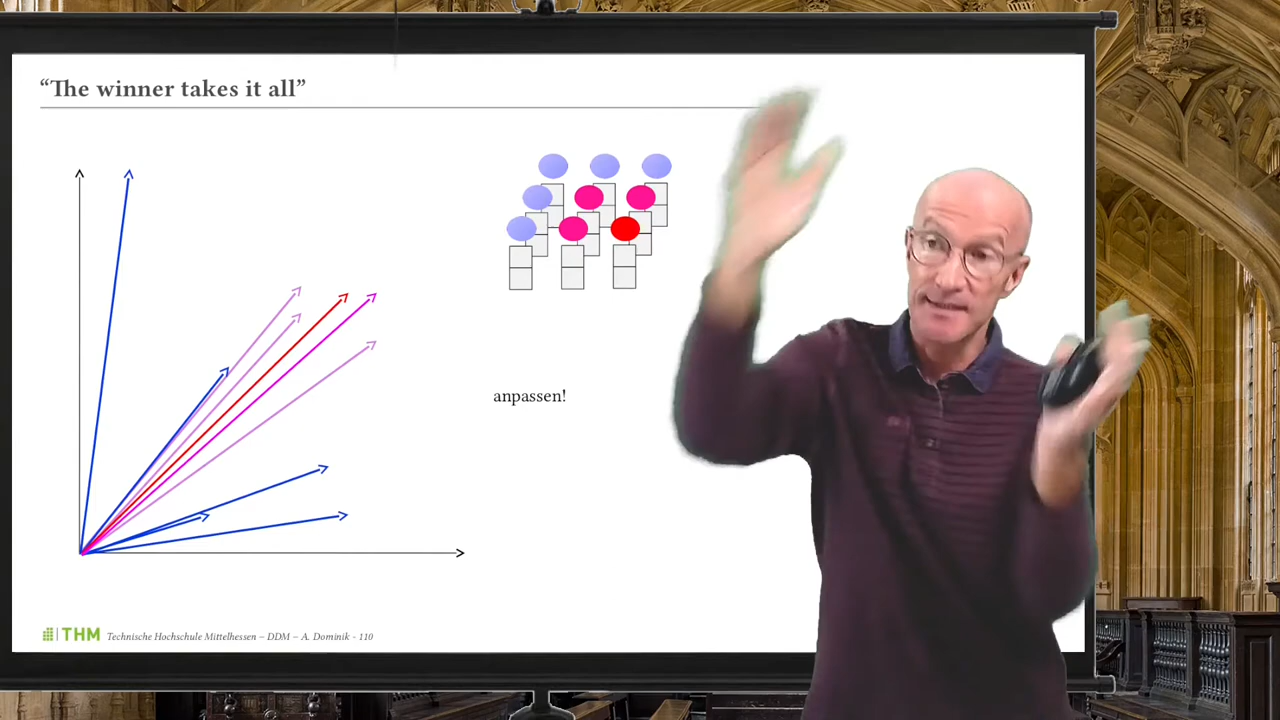 “The winner takes it all”
anpassen!
THM Technische Hochschule Mittelhessen – DDM – A. Dominik - 110